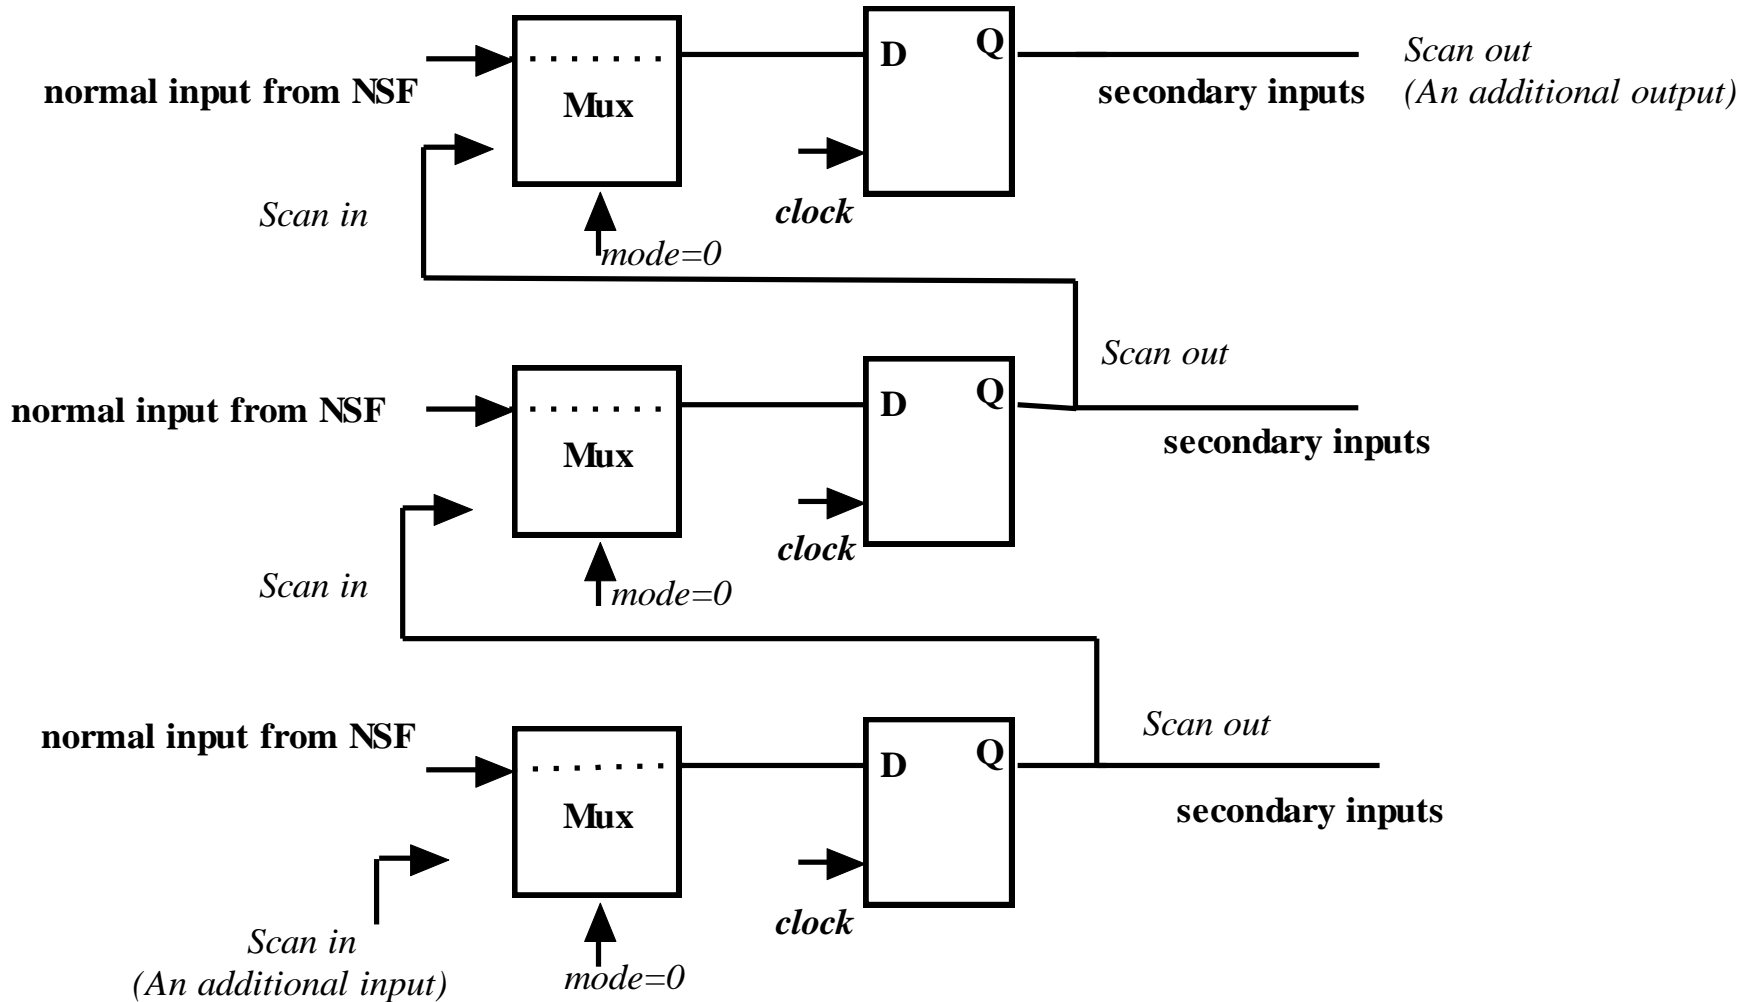 normal input from NSF
Mux
D
Q
secondary inputs
Scan out
(An additional output)
Scan in
clock
mode=0
Scan out
normal input from NSF
Mux
D
Q
secondary inputs
clock
Scan in
mode=0
Scan out
normal input from NSF
Mux
D
Q
secondary inputs
clock
Scan in
(An additional input)
mode=0